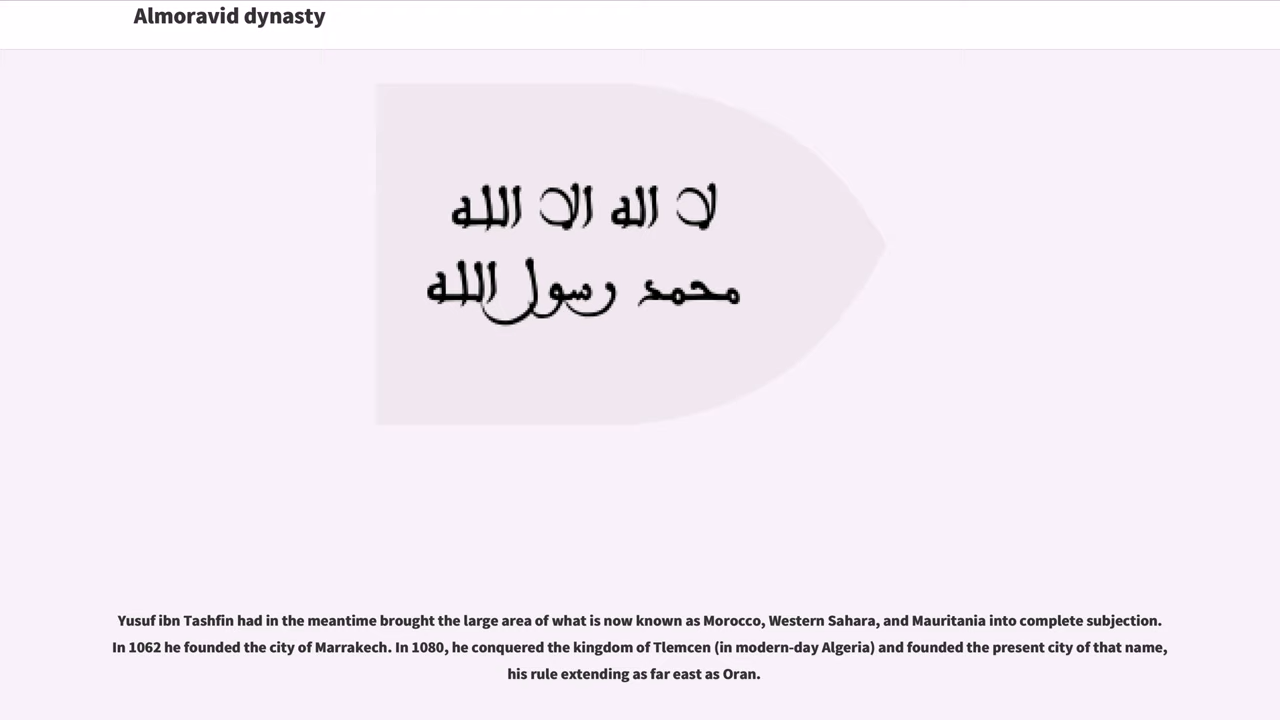 Almoravid dynasty
لا اله الا الله
محمد رسول الله
Yusuf ibn Tashfin had in the meantime brought the large area of what is now known as Morocco, Western Sahara, and Mauritania into complete subjection.
In 1062 he founded the city of Marrakech. In 1080, he conquered the kingdom of Tlemcen (in modern-day Algeria) and founded the present city of that name,
his rule extending as far east as Oran.